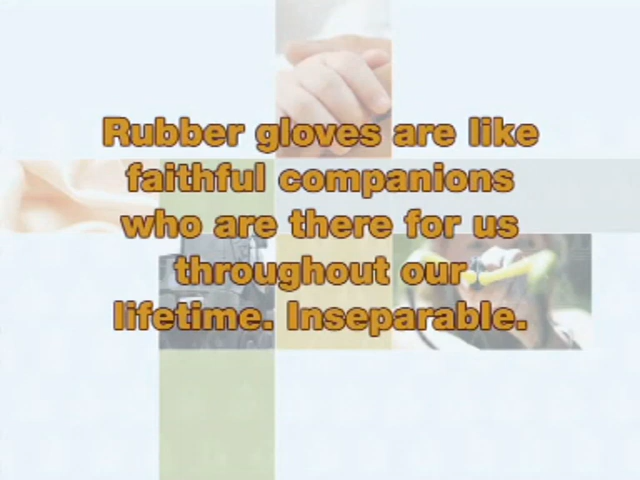 Rubber gloves are like
faithful companions
who are there for us
throughout our
lifetime. Inseparable.